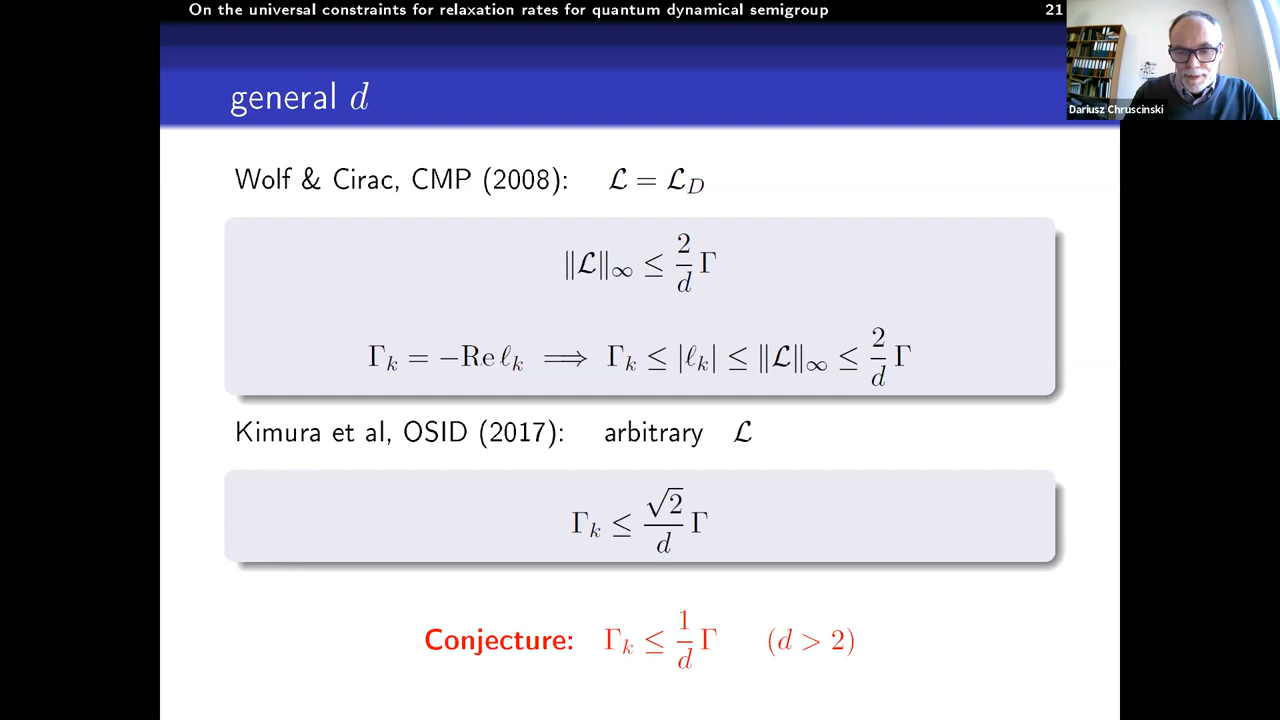 On the universal constraints for relaxation rates for quantum dynamical semigroup 21
Dariusz Chruscinski
general d
Wolf & Cirac, CMP (2008): ℒ = ℒ_D
‖ℒ‖_∞ ≤ 2/d Γ
Γ_k = −Re ℓ_k ⟹ Γ_k ≤ |ℓ_k| ≤ ‖ℒ‖_∞ ≤ 2/d Γ
Kimura et al, OSID (2017): arbitrary ℒ
Γ_k ≤ √2/d Γ
Conjecture: Γ_k ≤ 1/d Γ (d > 2)